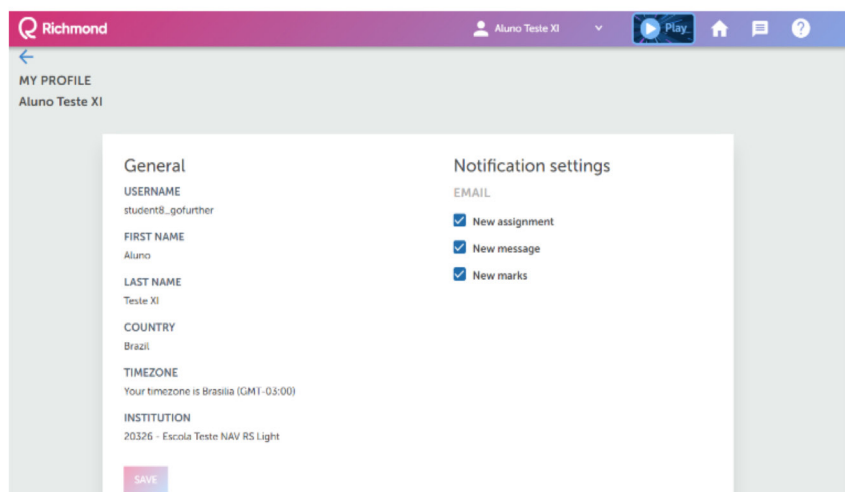 Richmond
Aluno Teste XI
Play_
MY PROFILE
Aluno Teste XI
General
USERNAME
student8_gofurther
FIRST NAME
Aluno
LAST NAME
Teste XI
COUNTRY
Brazil
TIMEZONE
Your timezone is Brasilia (GMT-03:00)
INSTITUTION
20326 - Escola Teste NAV RS Light
SAVE
Notification settings
EMAIL
New assignment
New message
New marks